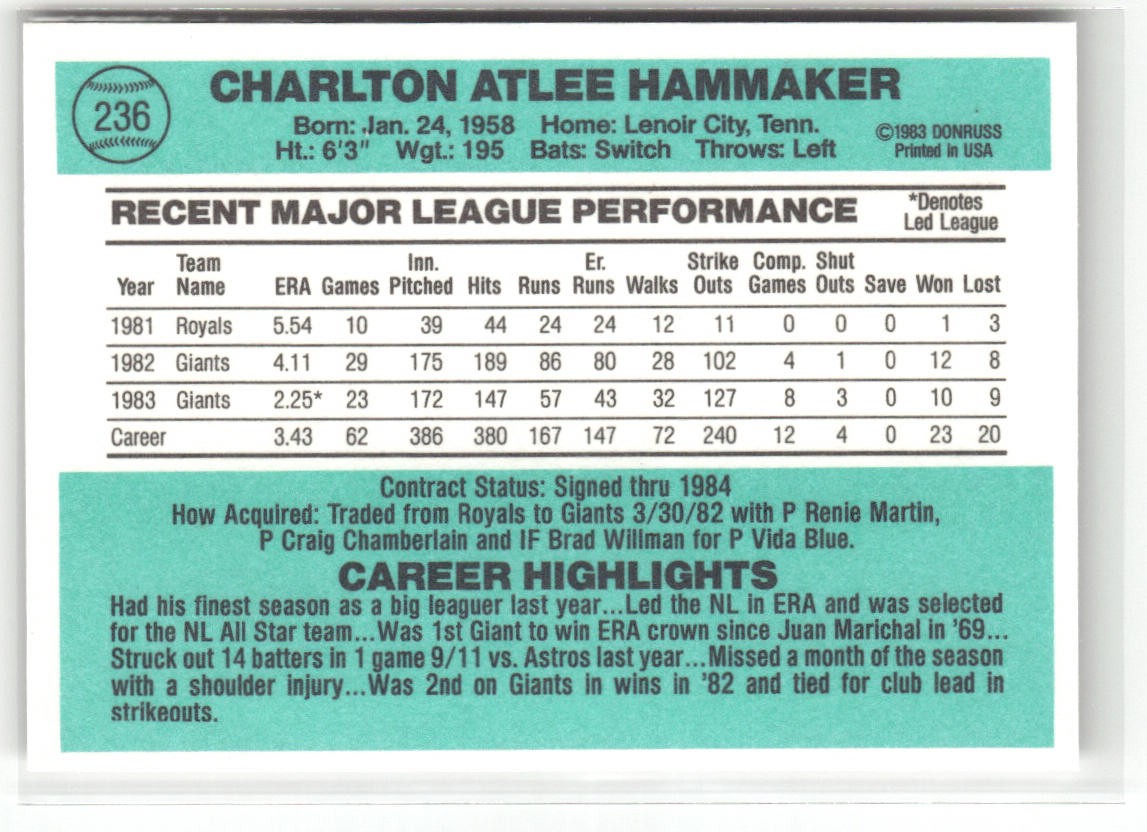 236
CHARLTON ATLEE HAMMAKER
Born: Jan. 24, 1958 Home: Lenoir City, Tenn.
Ht.: 6'3" Wgt.: 195 Bats: Switch Throws: Left
©1983 DONRUSS
Printed in USA
RECENT MAJOR LEAGUE PERFORMANCE
*Denotes
Led League
Team Inn. Er. Strike Comp. Shut
Year Name ERA Games Pitched Hits Runs Runs Walks Outs Games Outs Save Won Lost
1981 Royals 5.54 10 39 44 24 24 12 11 0 0 0 1 3
1982 Giants 4.11 29 175 189 86 80 28 102 4 1 0 12 8
1983 Giants 2.25* 23 172 147 57 43 32 127 8 3 0 10 9
Career 3.43 62 386 380 167 147 72 240 12 4 0 23 20
Contract Status: Signed thru 1984
How Acquired: Traded from Royals to Giants 3/30/82 with P Renie Martin,
P Craig Chamberlain and IF Brad Willman for P Vida Blue.
CAREER HIGHLIGHTS
Had his finest season as a big leaguer last year...Led the NL in ERA and was selected
for the NL All Star team...Was 1st Giant to win ERA crown since Juan Marichal in '69...
Struck out 14 batters in 1 game 9/11 vs. Astros last year...Missed a month of the season
with a shoulder injury...Was 2nd on Giants in wins in '82 and tied for club lead in
strikeouts.